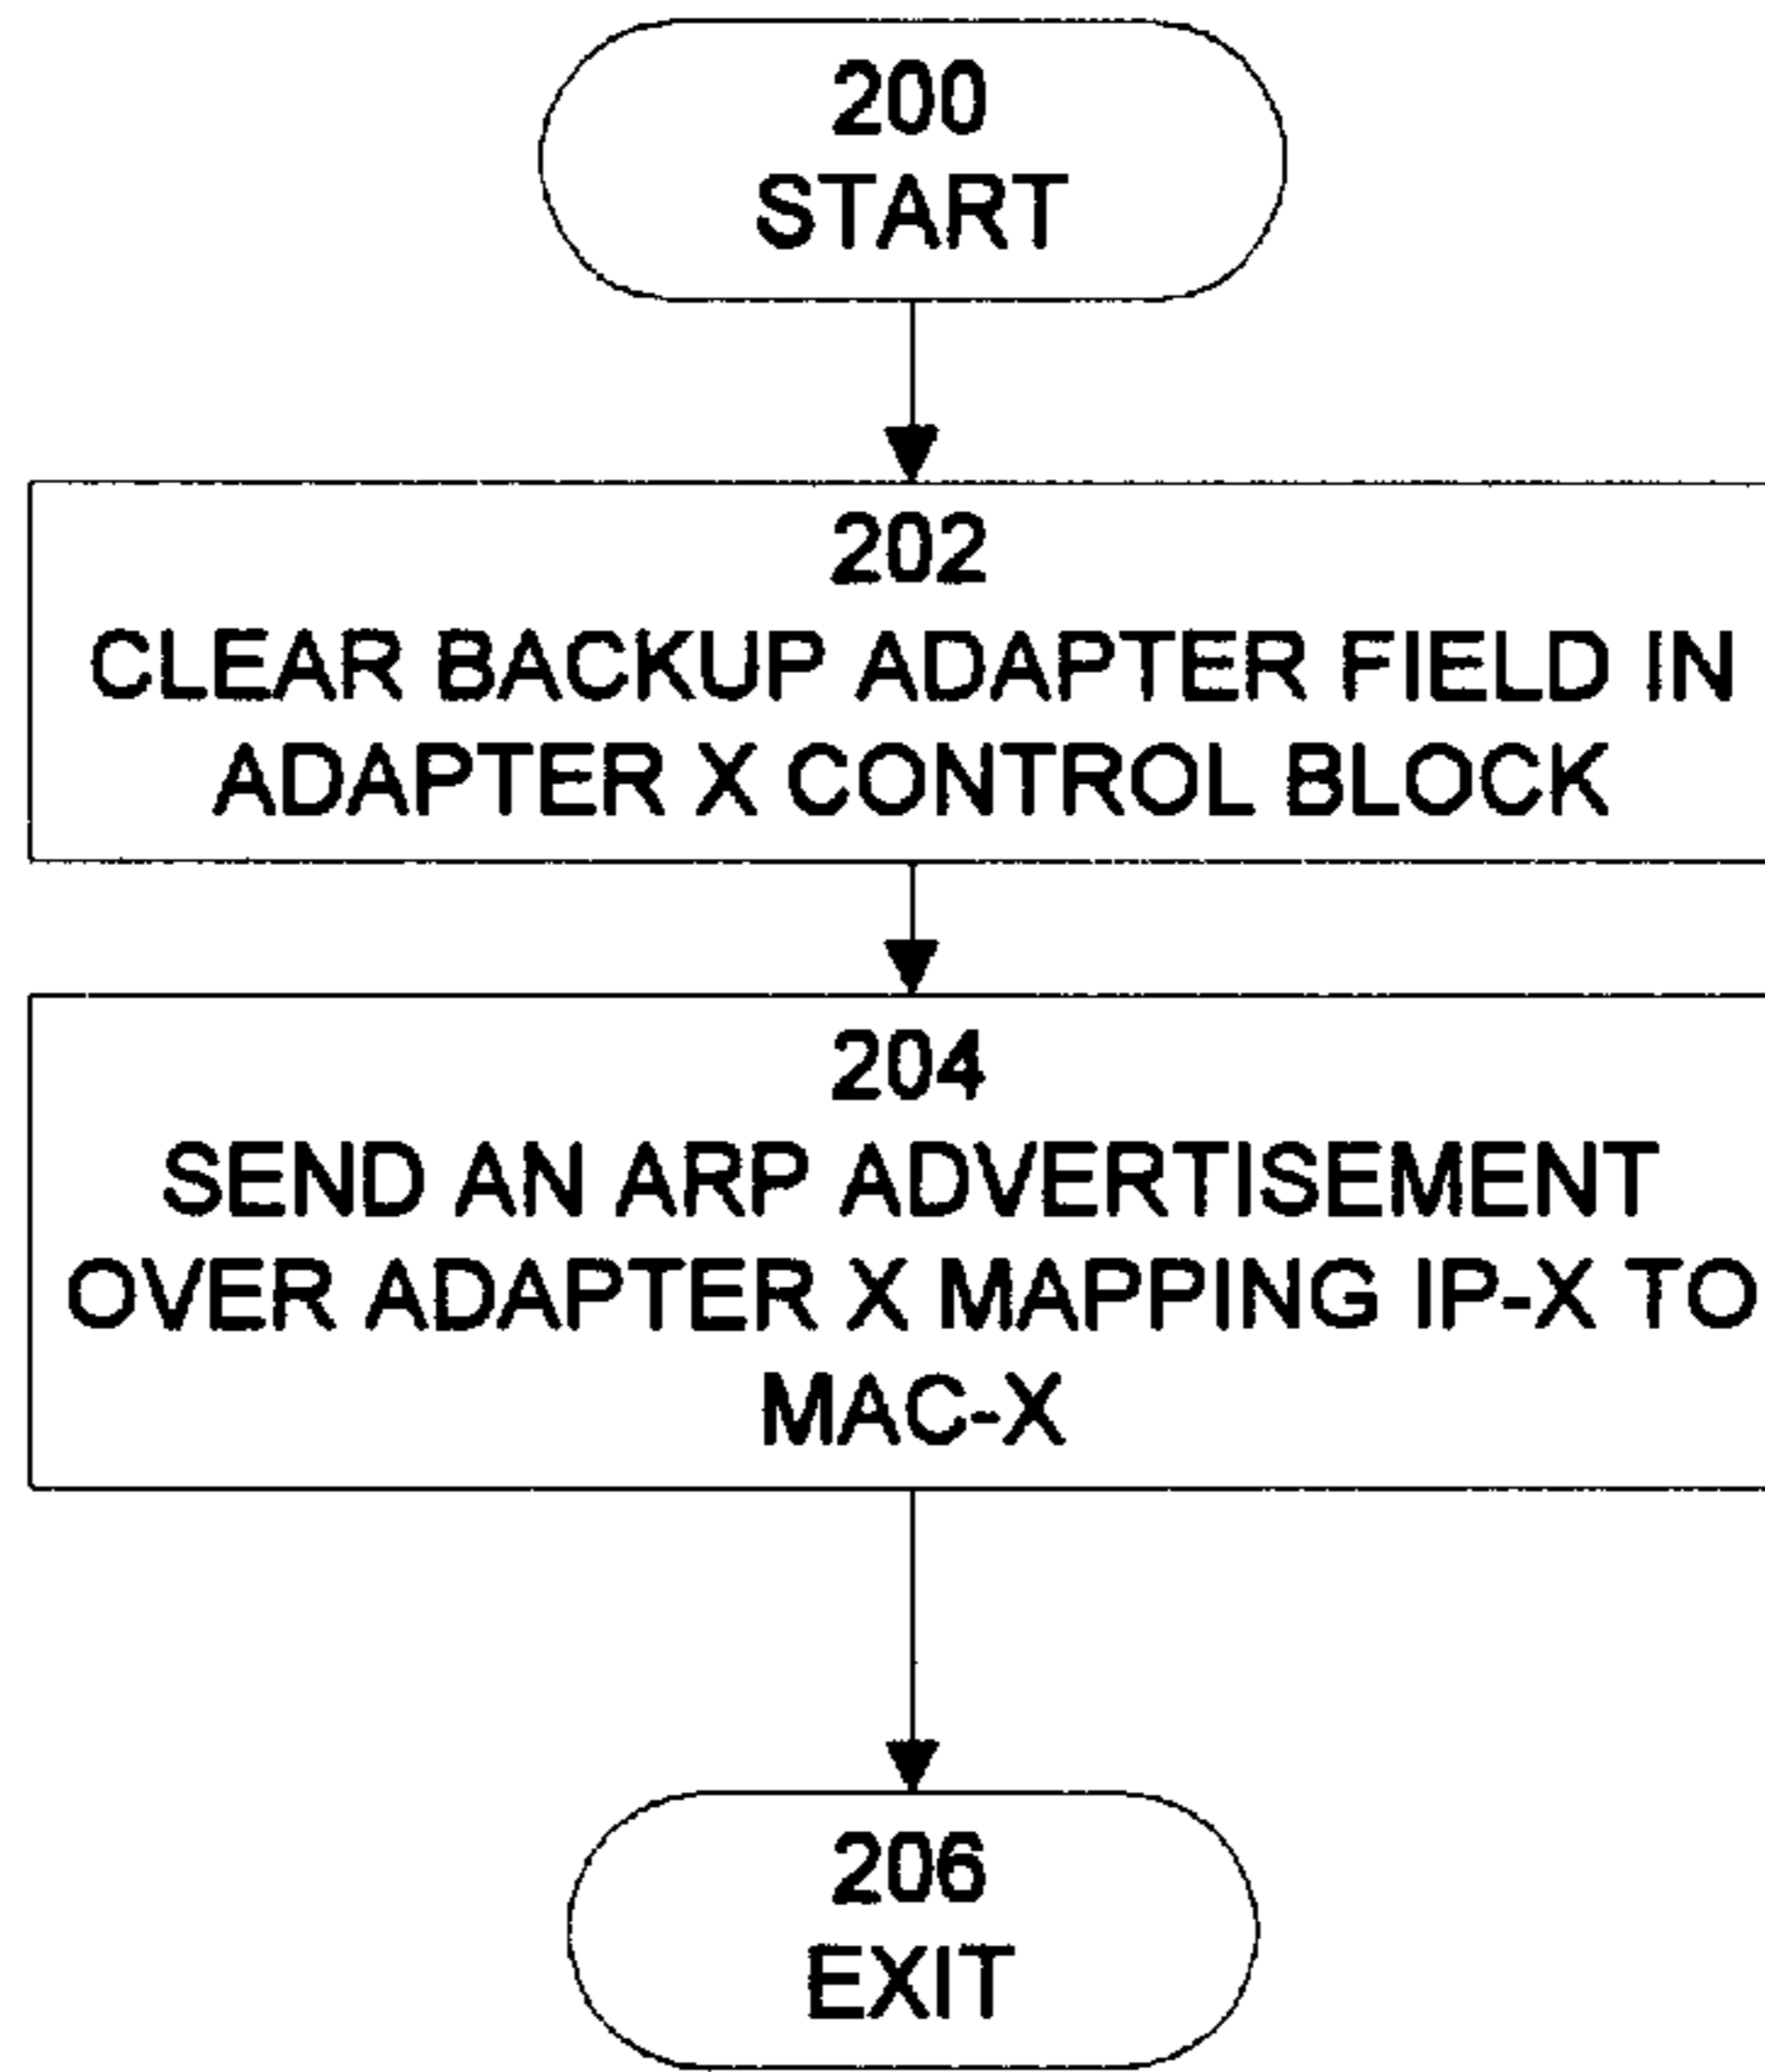 200
START
202
CLEAR BACKUP ADAPTER FIELD IN
ADAPTER X CONTROL BLOCK
204
SEND AN ARP ADVERTISEMENT
OVER ADAPTER X MAPPING IP-X TO
MAC-X
206
EXIT